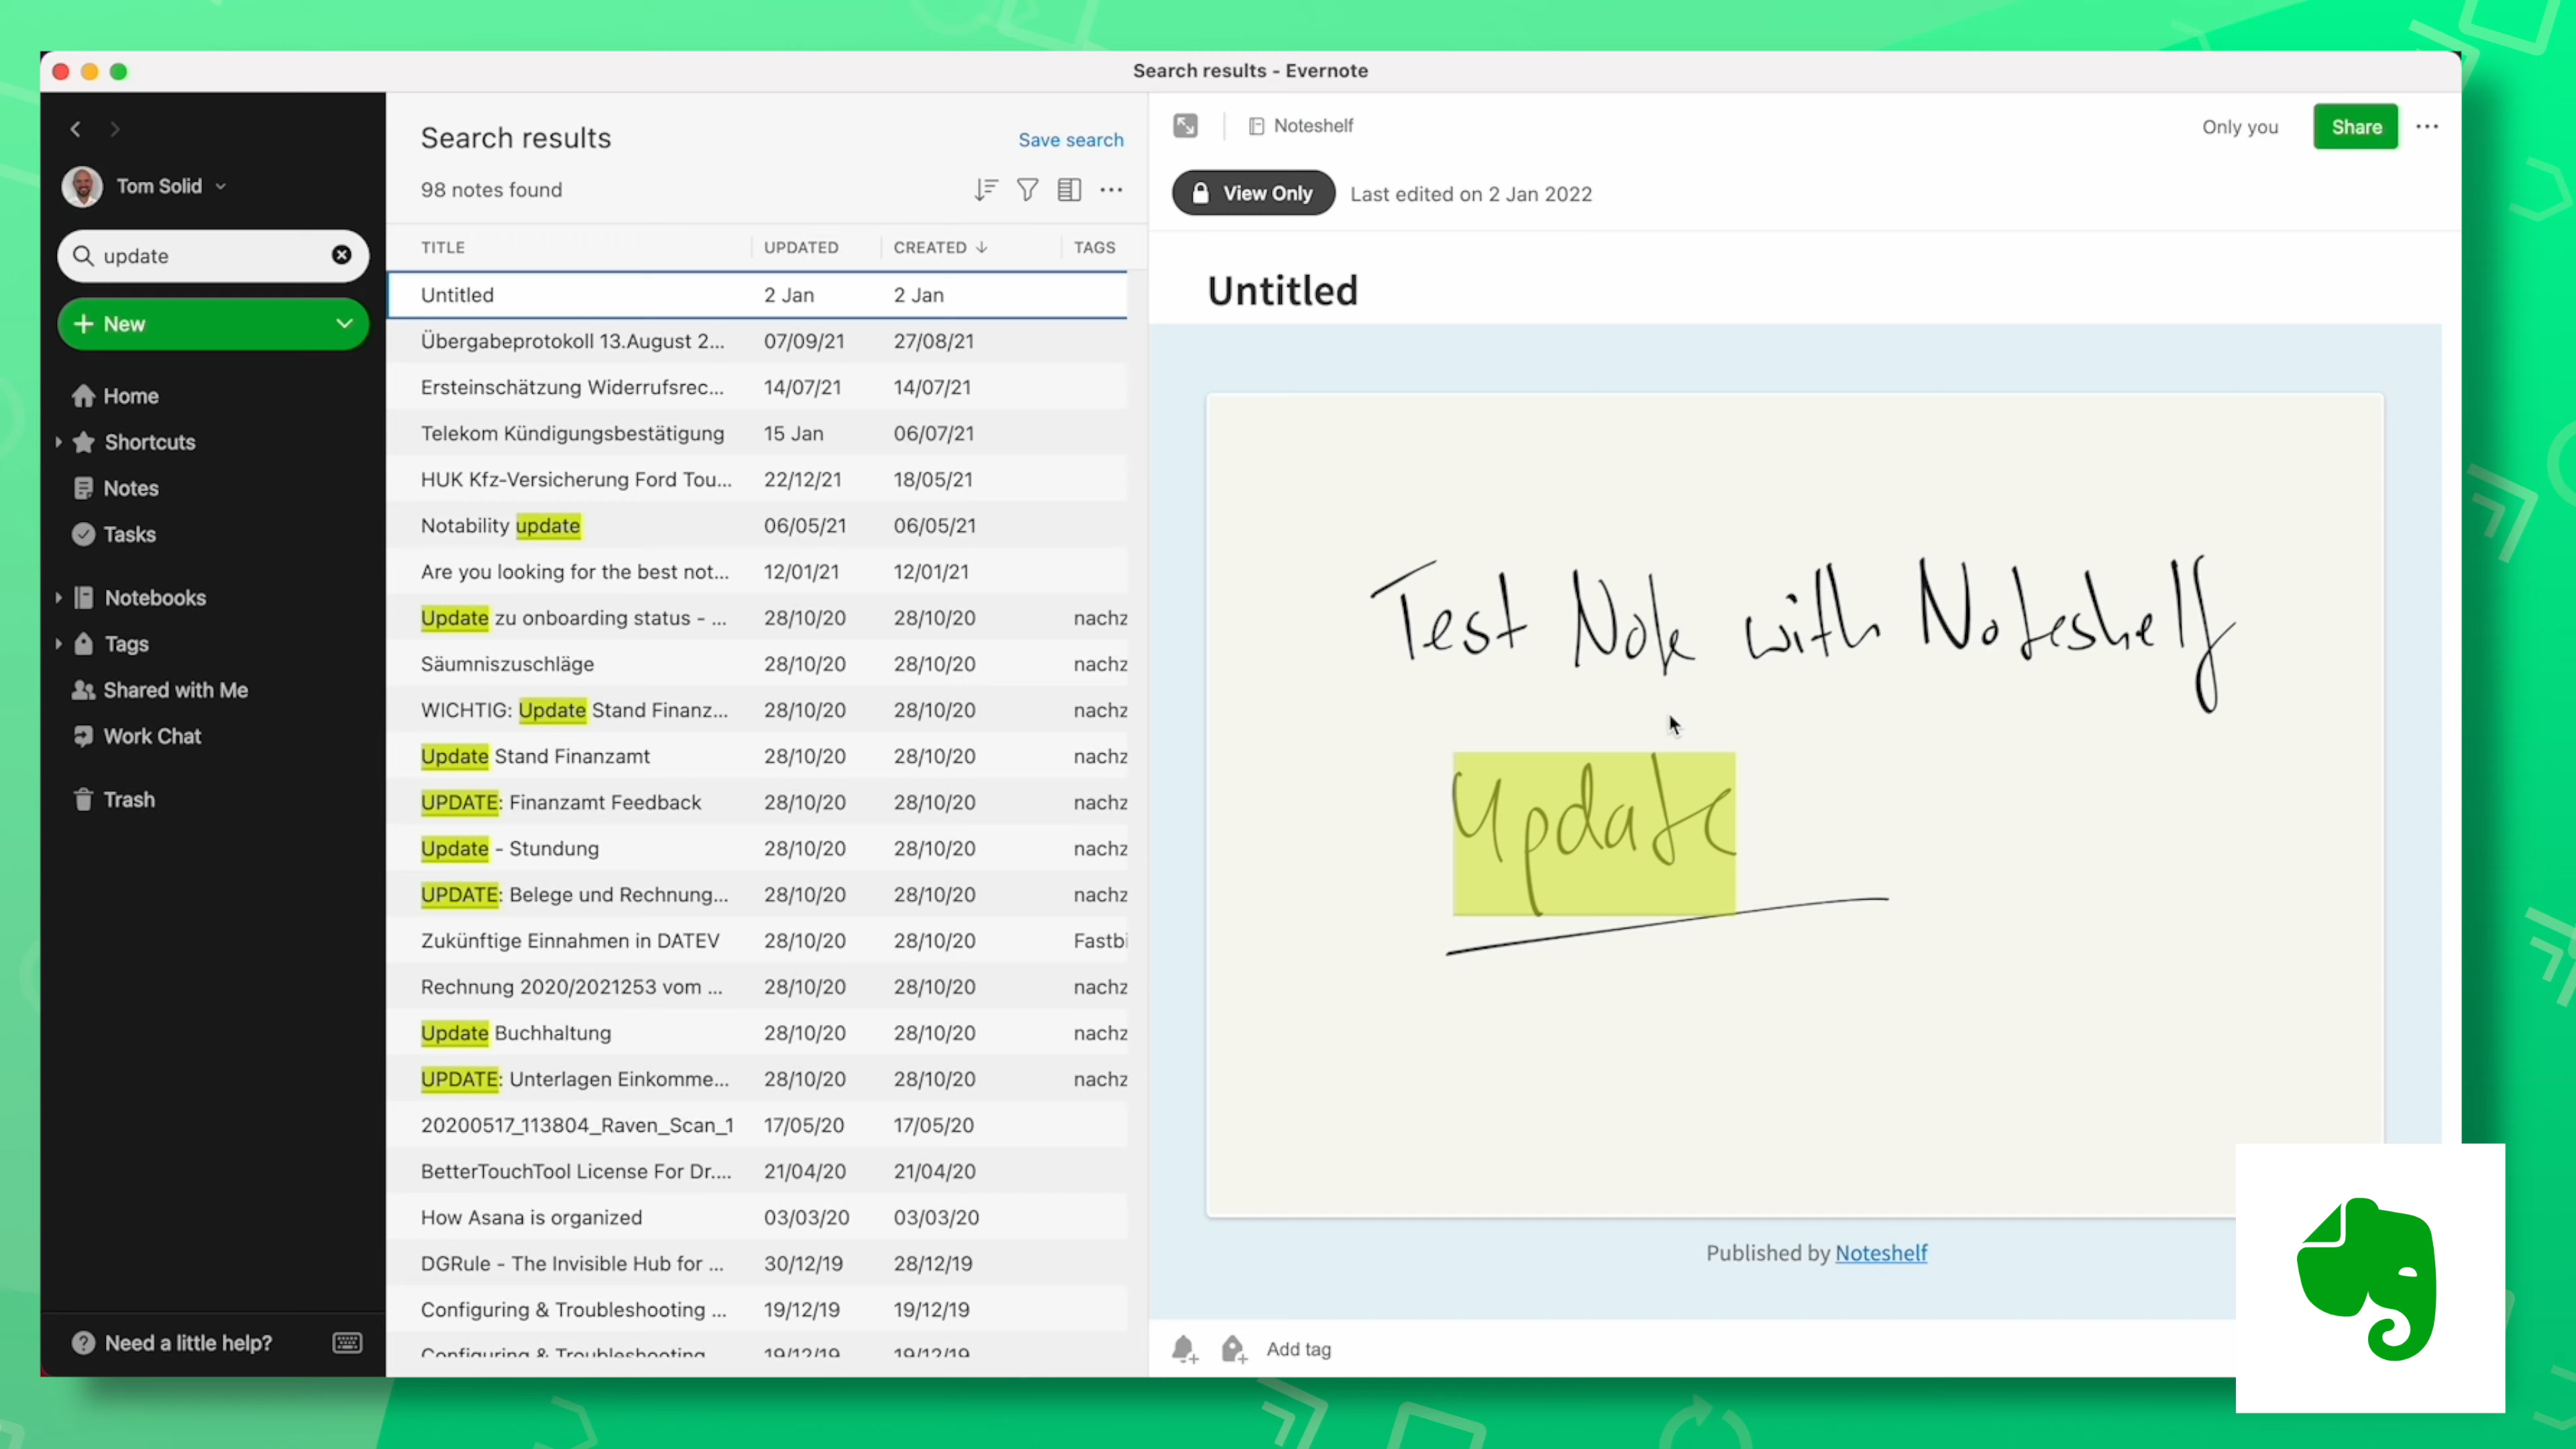 Search results - Evernote
Tom Solid
update
New
Home
Shortcuts
Notes
Tasks
Notebooks
Tags
Shared with Me
Work Chat
Trash
Need a little help?
Search results
Save search
98 notes found
TITLE UPDATED CREATED TAGS
Untitled 2 Jan 2 Jan
Übergabeprotokoll 13.August 2... 07/09/21 27/08/21
Ersteinschätzung Widerrufsrec... 14/07/21 14/07/21
Telekom Kündigungsbestätigung 15 Jan 06/07/21
HUK Kfz-Versicherung Ford Tou... 22/12/21 18/05/21
Notability update 06/05/21 06/05/21
Are you looking for the best not... 12/01/21 12/01/21
Update zu onboarding status - ... 28/10/20 28/10/20 nachz
Säumniszuschläge 28/10/20 28/10/20 nachz
WICHTIG: Update Stand Finanz... 28/10/20 28/10/20 nachz
Update Stand Finanzamt 28/10/20 28/10/20 nachz
UPDATE: Finanzamt Feedback 28/10/20 28/10/20 nachz
Update - Stundung 28/10/20 28/10/20 nachz
UPDATE: Belege und Rechnung... 28/10/20 28/10/20 nachz
Zukünftige Einnahmen in DATEV 28/10/20 28/10/20 Fastbi
Rechnung 2020/2021253 vom ... 28/10/20 28/10/20 nachz
Update Buchhaltung 28/10/20 28/10/20 nachz
UPDATE: Unterlagen Einkomme... 28/10/20 28/10/20 nachz
20200517_113804_Raven_Scan_1 17/05/20 17/05/20
BetterTouchTool License For Dr.... 21/04/20 21/04/20
How Asana is organized 03/03/20 03/03/20
DGRule - The Invisible Hub for ... 30/12/19 28/12/19
Configuring & Troubleshooting ... 19/12/19 19/12/19
Configuring & Troubleshooting 19/12/19 19/12/19
Noteshelf
Only you
Share
View Only
Last edited on 2 Jan 2022
Untitled
Test Note with Noteshelf
Update
Published by Noteshelf
Add tag